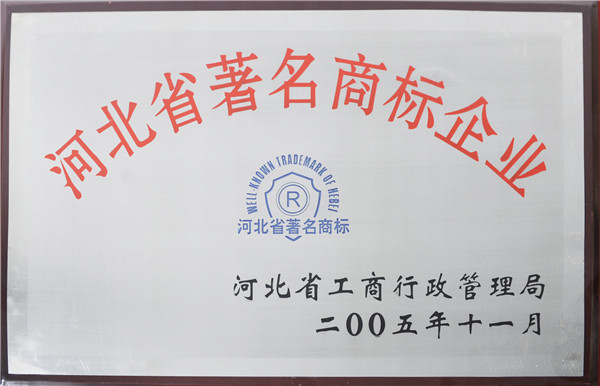 河北省著名商标企业
WELL-KNOWN TRADEMARK OF HEBEI
R
河北省著名商标
河北省工商行政管理局
二00五年十一月